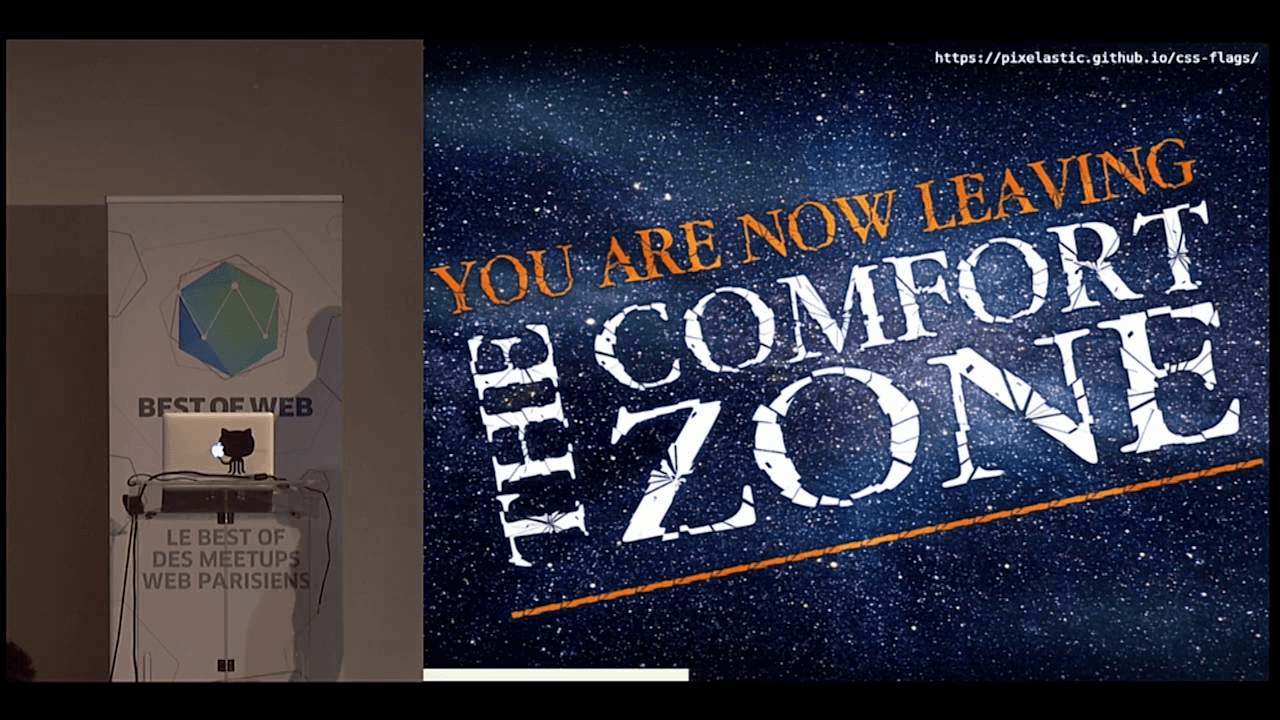 https://pixelastic.github.io/css-flags/
YOU ARE NOW LEAVING
THE
COMFORT
ZONE
BEST OF WEB
LE BEST OF
DES MEETUPS
WEB PARISIENS